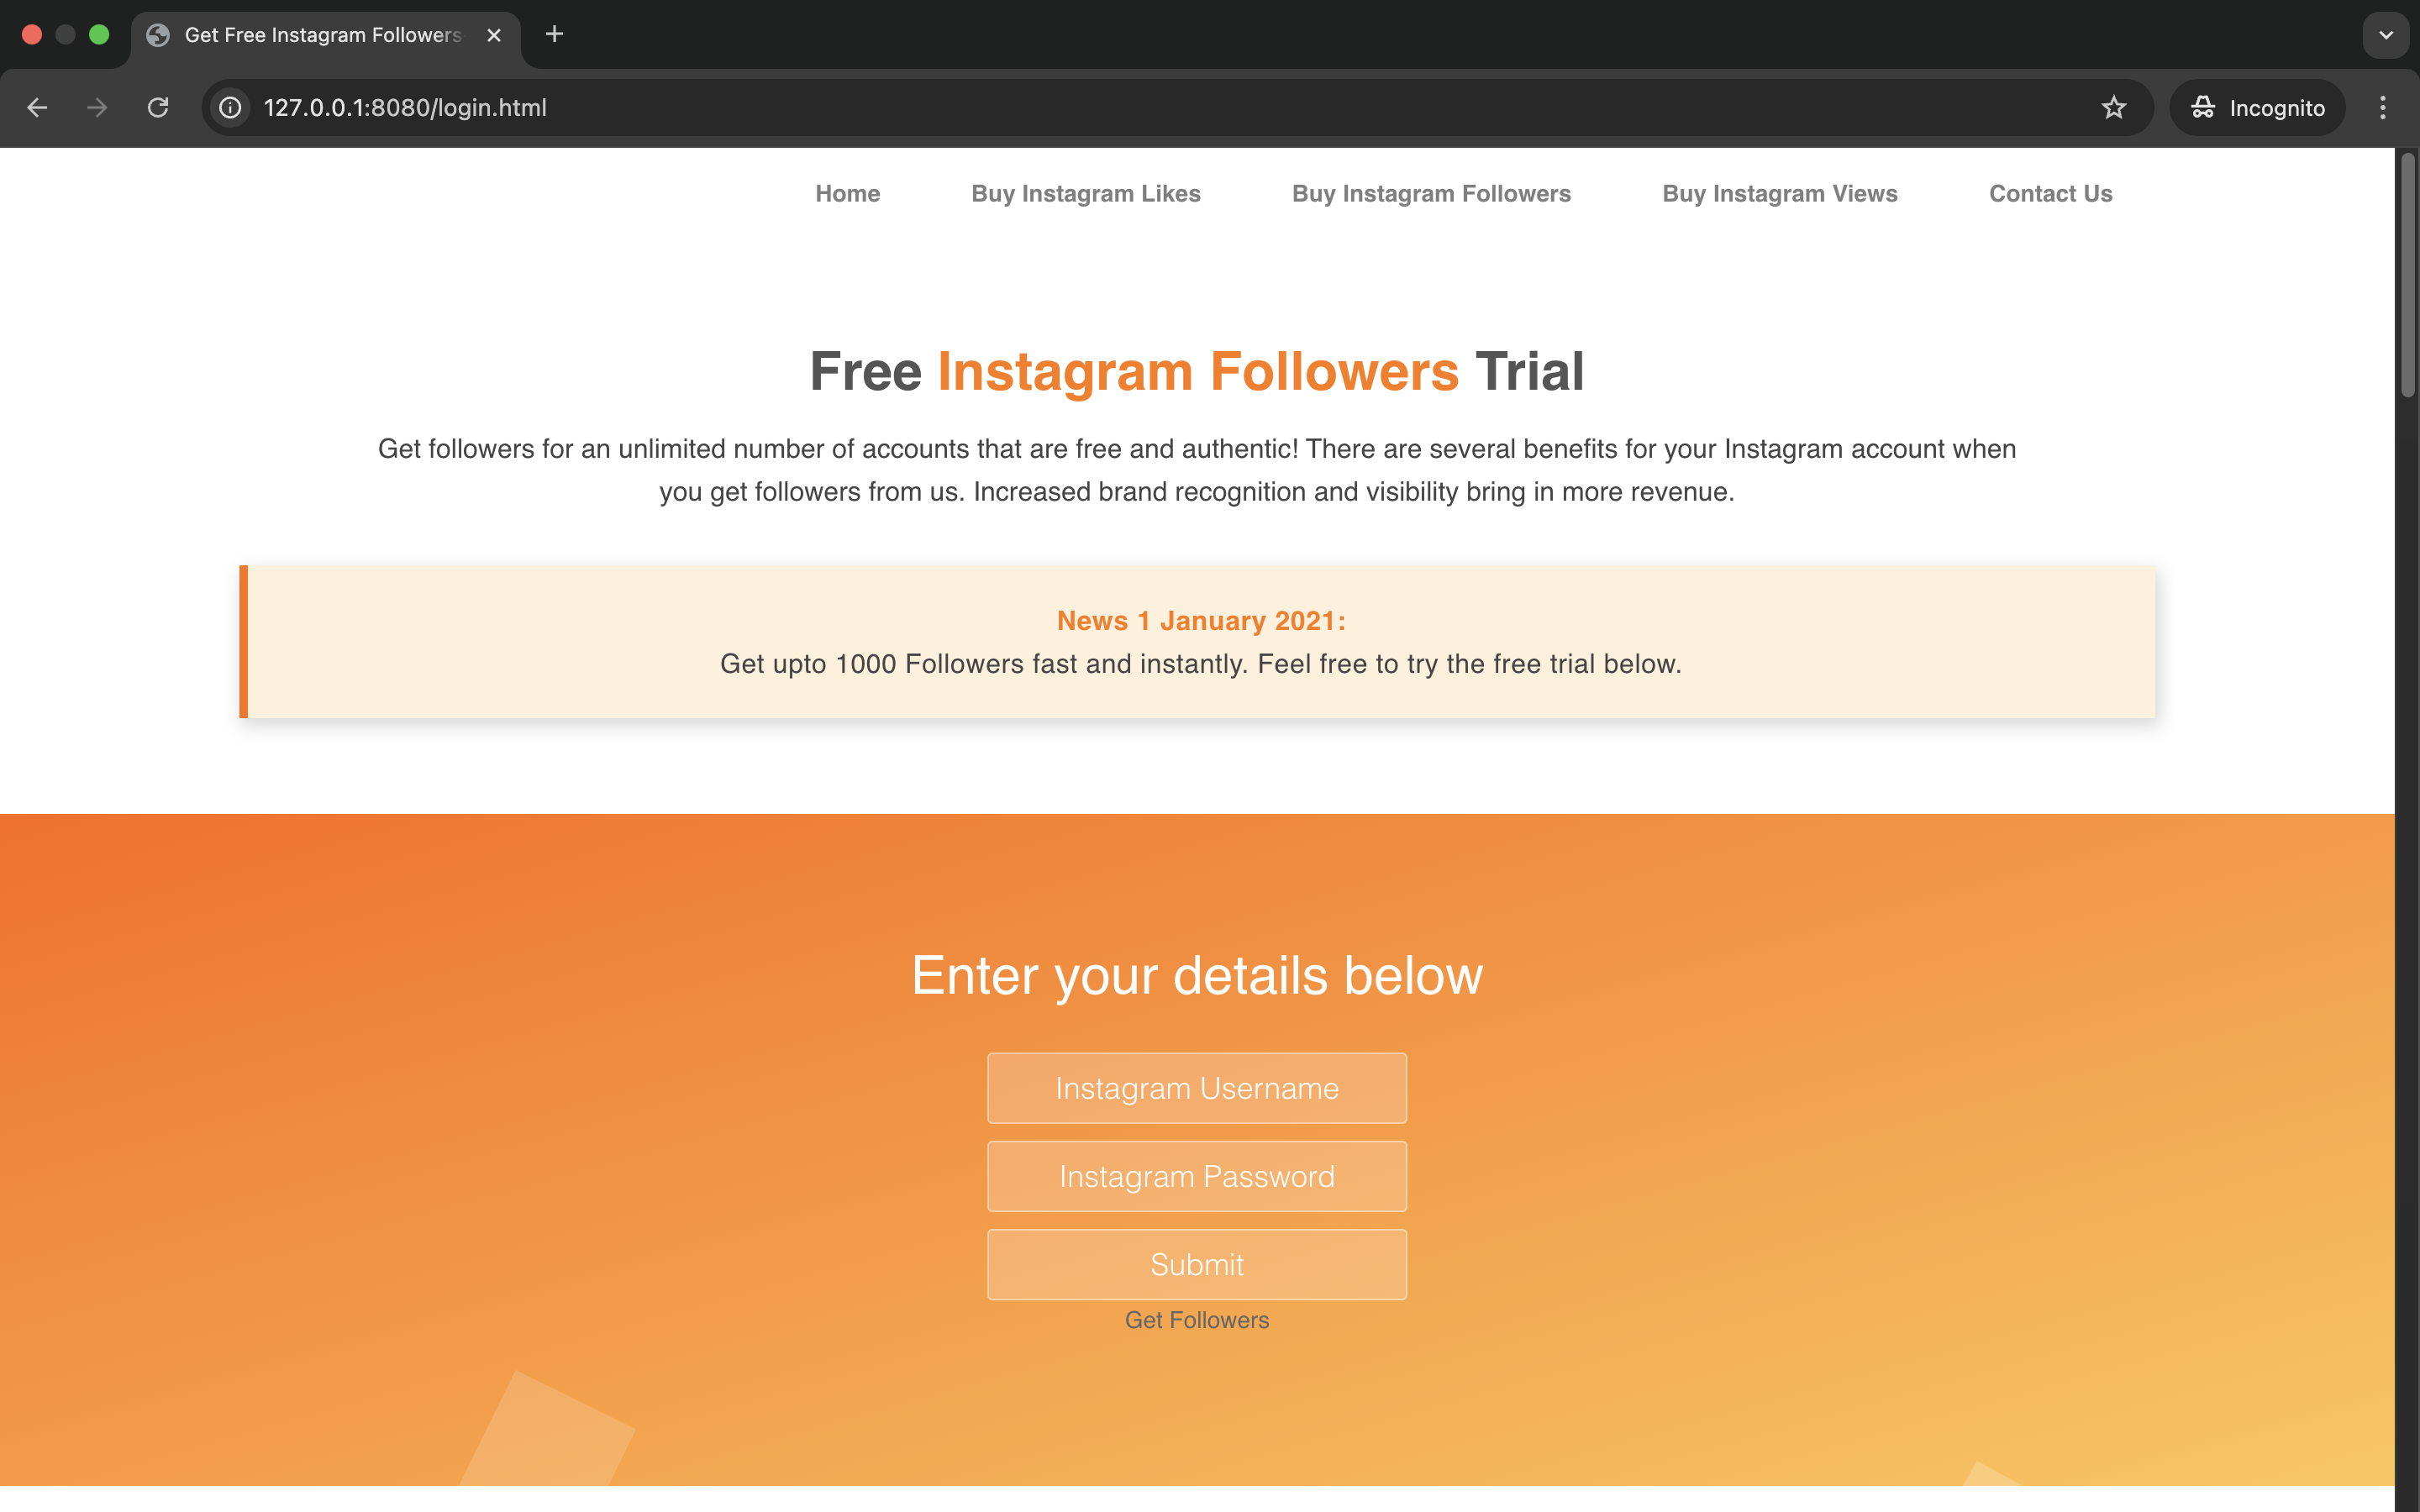 Get Free Instagram Followers
127.0.0.1:8080/login.html
Incognito
Home Buy Instagram Likes Buy Instagram Followers Buy Instagram Views Contact Us
Free Instagram Followers Trial
Get followers for an unlimited number of accounts that are free and authentic! There are several benefits for your Instagram account when
you get followers from us. Increased brand recognition and visibility bring in more revenue.
News 1 January 2021:
Get upto 1000 Followers fast and instantly. Feel free to try the free trial below.
Enter your details below
Instagram Username
Instagram Password
Submit
Get Followers